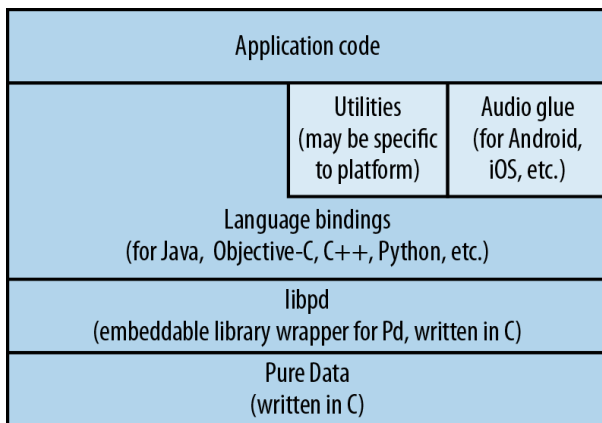 Application code
Utilities
(may be specific
to platform)
Audio glue
(for Android,
iOS, etc.)
Language bindings
(for Java, Objective-C, C++, Python, etc.)
libpd
(embeddable library wrapper for Pd, written in C)
Pure Data
(written in C)